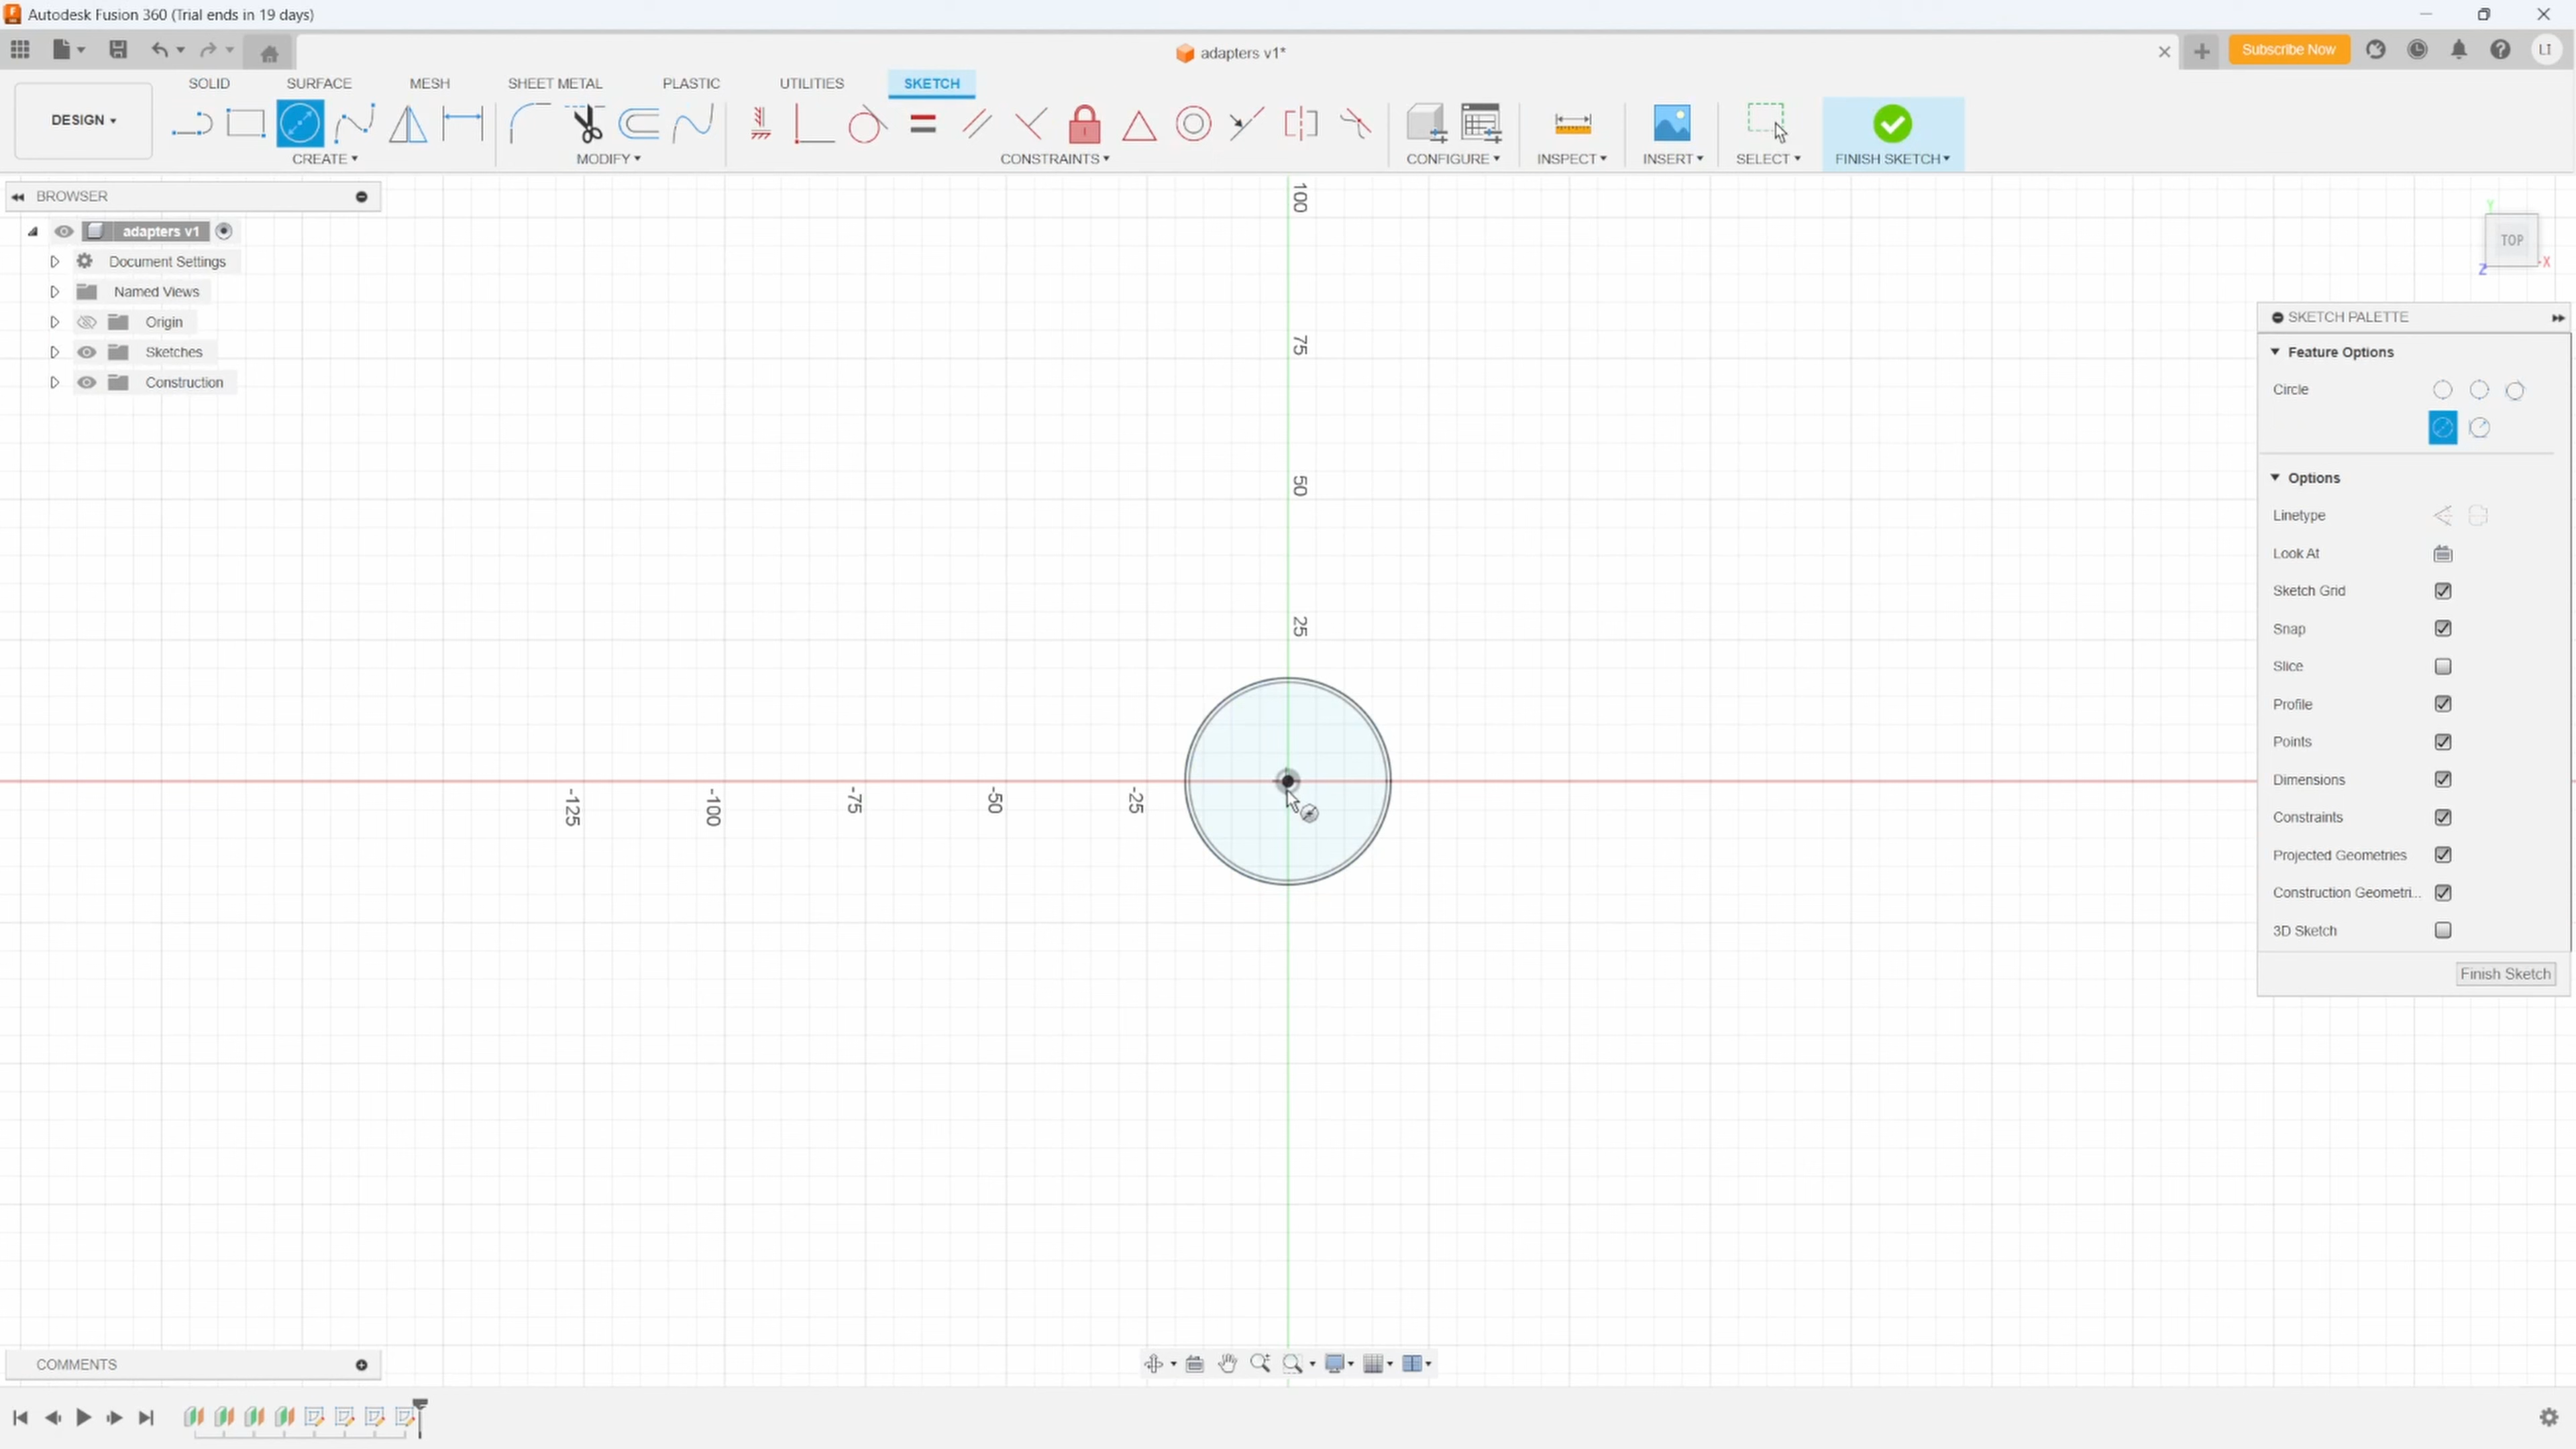 Autodesk Fusion 360 (Trial ends in 19 days)
adapters v1*
Subscribe Now
LI
SOLID
SURFACE
MESH
SHEET METAL
PLASTIC
UTILITIES
SKETCH
DESIGN
CREATE
MODIFY
CONSTRAINTS
CONFIGURE
INSPECT
INSERT
SELECT
FINISH SKETCH
BROWSER
adapters v1
Document Settings
Named Views
Origin
Sketches
Construction
100
75
50
25
-125
-100
-75
-50
-25
Y
TOP
Z
X
SKETCH PALETTE
Feature Options
Circle
Options
Linetype
Look At
Sketch Grid
Snap
Slice
Profile
Points
Dimensions
Constraints
Projected Geometries
Construction Geometri...
3D Sketch
Finish Sketch
COMMENTS